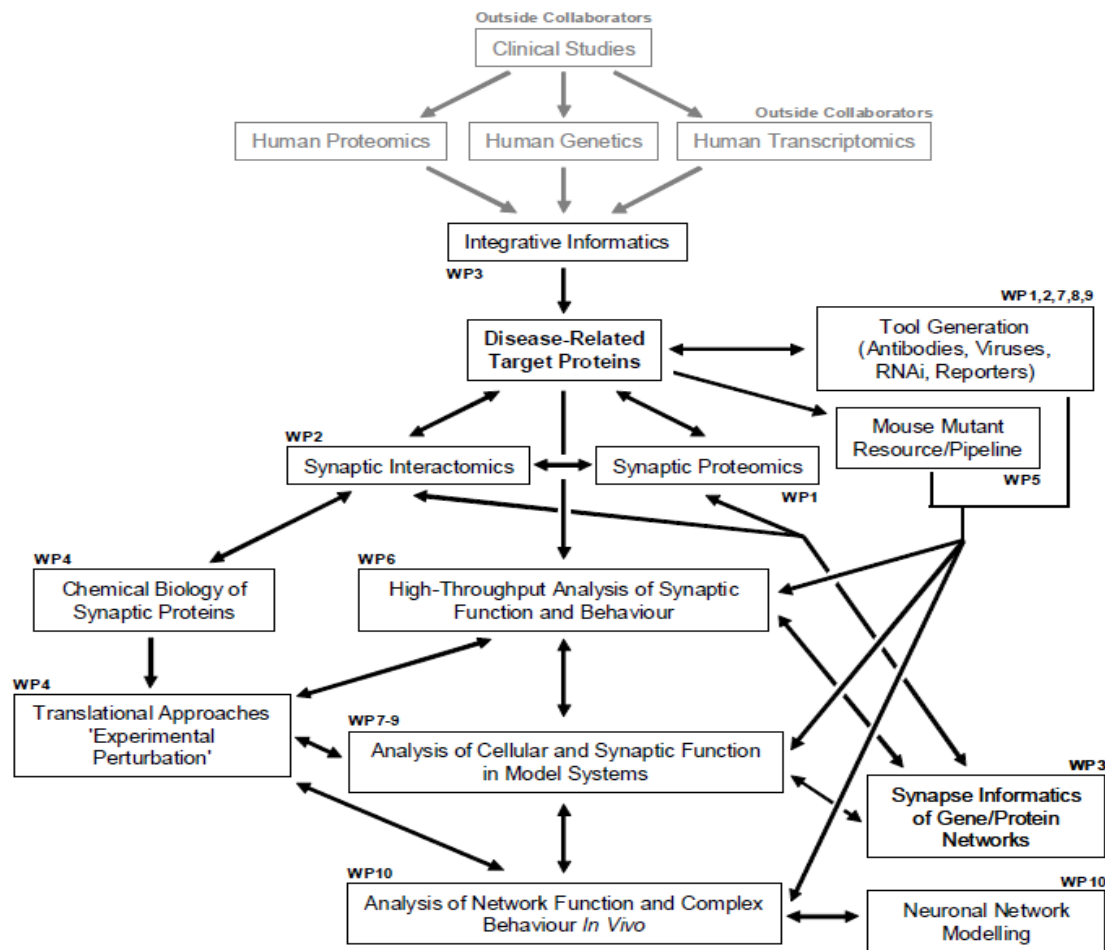 Outside Collaborators
Clinical Studies
Outside Collaborators
Human Proteomics
Human Genetics
Human Transcriptomics
Integrative Informatics
WP3
WP1,2,7,8,9
Disease-Related
Target Proteins
Tool Generation
(Antibodies, Viruses,
RNAi, Reporters)
Mouse Mutant
Resource/Pipeline
WP5
WP2
Synaptic Interactomics
Synaptic Proteomics
WP1
WP4
Chemical Biology of
Synaptic Proteins
WP6
High-Throughput Analysis of Synaptic
Function and Behaviour
WP4
Translational Approaches
'Experimental
Perturbation'
WP7-9
Analysis of Cellular and Synaptic Function
in Model Systems
WP3
Synapse Informatics
of Gene/Protein
Networks
WP10
Analysis of Network Function and Complex
Behaviour In Vivo
WP10
Neuronal Network
Modelling